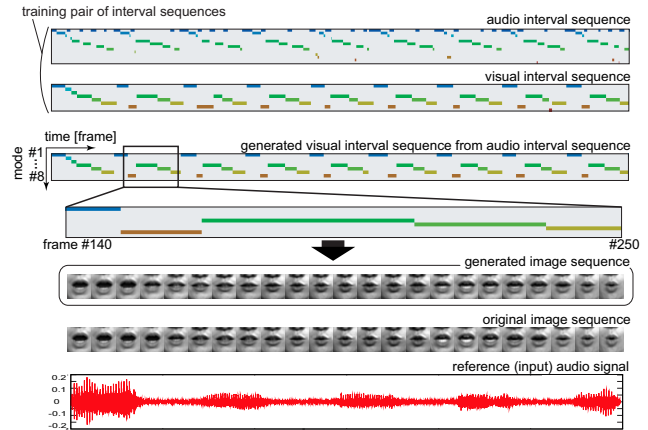 training pair of interval sequences
audio interval sequence
visual interval sequence
time [frame]
generated visual interval sequence from audio interval sequence
mode
#1
#8
frame #140
#250
generated image sequence
original image sequence
reference (input) audio signal
0.2
0.1
0
-0.1
-0.2